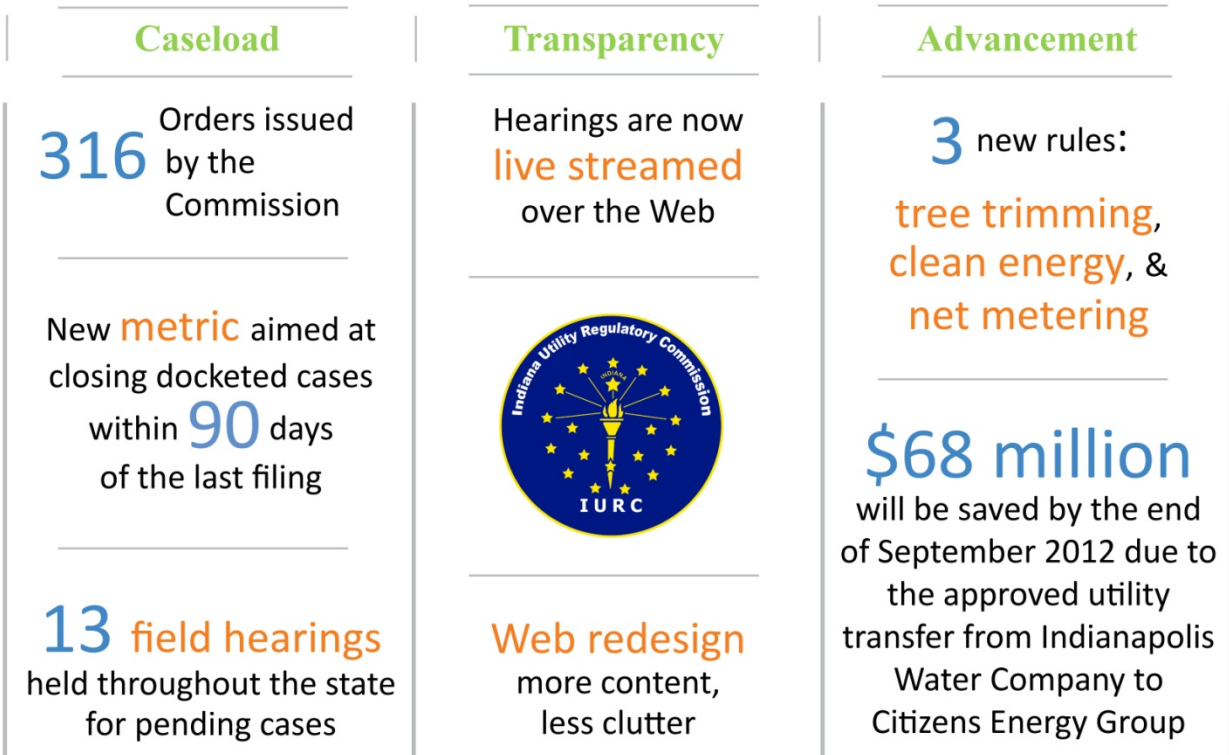 Caseload
316 Orders issued
by the
Commission
New metric aimed at
closing docketed cases
within 90 days
of the last filing
13 field hearings
held throughout the state
for pending cases
Transparency
Hearings are now
live streamed
over the Web
Indiana Utility Regulatory Commission
INDIANA
IURC
Web redesign
more content,
less clutter
Advancement
3 new rules:
tree trimming,
clean energy, &
net metering
$68 million
will be saved by the end
of September 2012 due to
the approved utility
transfer from Indianapolis
Water Company to
Citizens Energy Group